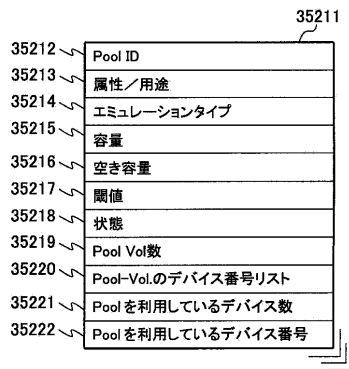 35211
35212 Pool ID
35213 属性／用途
35214 エミュレーションタイプ
35215 容量
35216 空き容量
35217 閾値
35218 状態
35219 Pool Vol数
35220 Pool-Vol.のデバイス番号リスト
35221 Poolを利用しているデバイス数
35222 Poolを利用しているデバイス番号